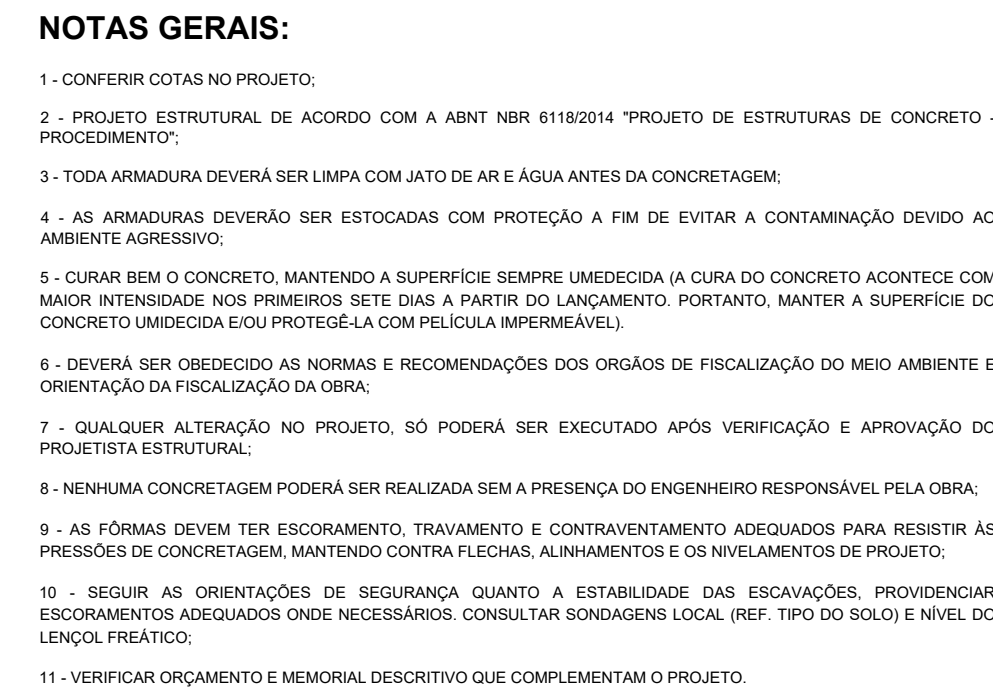 NOTAS GERAIS:
1 - CONFERIR COTAS NO PROJETO;
2 - PROJETO ESTRUTURAL DE ACORDO COM A ABNT NBR 6118/2014 "PROJETO DE ESTRUTURAS DE CONCRETO -
PROCEDIMENTO";
3 - TODA ARMADURA DEVERÁ SER LIMPA COM JATO DE AR E ÁGUA ANTES DA CONCRETAGEM;
4 - AS ARMADURAS DEVERÃO SER ESTOCADAS COM PROTEÇÃO A FIM DE EVITAR A CONTAMINAÇÃO DEVIDO AO
AMBIENTE AGRESSIVO;
5 - CURAR BEM O CONCRETO, MANTENDO A SUPERFÍCIE SEMPRE UMEDECIDA (A CURA DO CONCRETO ACONTECE COM
MAIOR INTENSIDADE NOS PRIMEIROS SETE DIAS A PARTIR DO LANÇAMENTO. PORTANTO, MANTER A SUPERFÍCIE DO
CONCRETO UMIDECIDA E/OU PROTEGÊ-LA COM PELÍCULA IMPERMEÁVEL).
6 - DEVERÁ SER OBEDECIDO AS NORMAS E RECOMENDAÇÕES DOS ORGÃOS DE FISCALIZAÇÃO DO MEIO AMBIENTE E
ORIENTAÇÃO DA FISCALIZAÇÃO DA OBRA;
7 - QUALQUER ALTERAÇÃO NO PROJETO, SÓ PODERÁ SER EXECUTADO APÓS VERIFICAÇÃO E APROVAÇÃO DO
PROJETISTA ESTRUTURAL;
8 - NENHUMA CONCRETAGEM PODERÁ SER REALIZADA SEM A PRESENÇA DO ENGENHEIRO RESPONSÁVEL PELA OBRA;
9 - AS FÔRMAS DEVEM TER ESCORAMENTO, TRAVAMENTO E CONTRAVENTAMENTO ADEQUADOS PARA RESISTIR ÀS
PRESSÕES DE CONCRETAGEM, MANTENDO CONTRA FLECHAS, ALINHAMENTOS E OS NIVELAMENTOS DE PROJETO;
10 - SEGUIR AS ORIENTAÇÕES DE SEGURANÇA QUANTO A ESTABILIDADE DAS ESCAVAÇÕES, PROVIDENCIAR
ESCORAMENTOS ADEQUADOS ONDE NECESSÁRIOS. CONSULTAR SONDAGENS LOCAL (REF. TIPO DO SOLO) E NÍVEL DO
LENÇOL FREÁTICO;
11 - VERIFICAR ORÇAMENTO E MEMORIAL DESCRITIVO QUE COMPLEMENTAM O PROJETO.